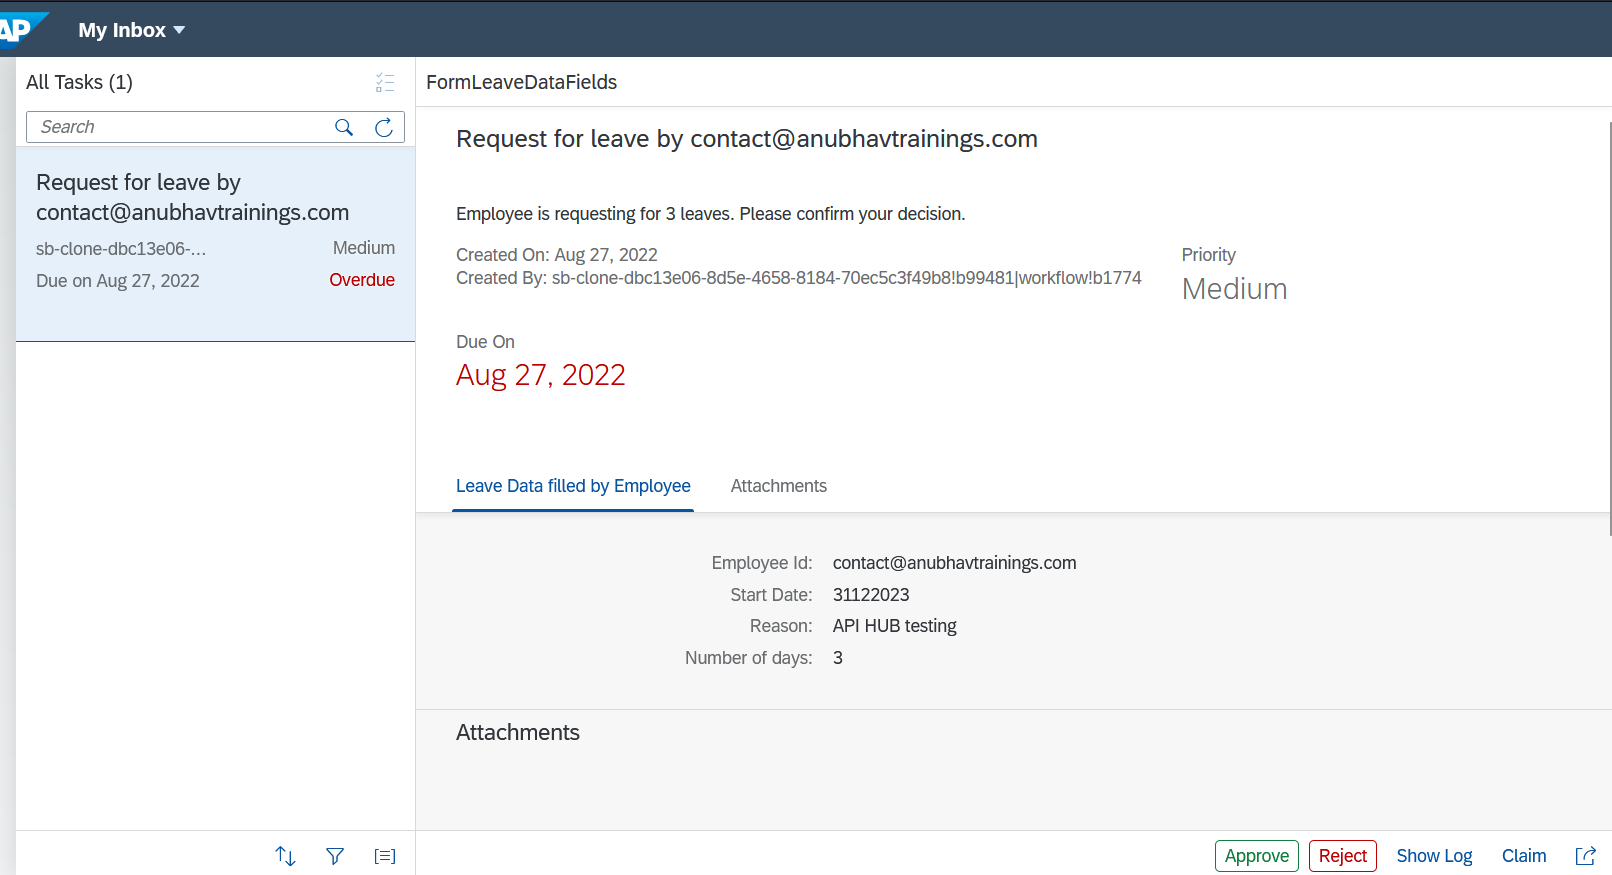 AP
My Inbox
All Tasks (1)
Search
Request for leave by
contact@anubhavtrainings.com
sb-clone-dbc13e06-...
Medium
Due on Aug 27, 2022
Overdue
FormLeaveDataFields
Request for leave by contact@anubhavtrainings.com
Employee is requesting for 3 leaves. Please confirm your decision.
Created On: Aug 27, 2022
Created By: sb-clone-dbc13e06-8d5e-4658-8184-70ec5c3f49b8!b99481|workflow!b1774
Priority
Medium
Due On
Aug 27, 2022
Leave Data filled by Employee
Attachments
Employee Id: contact@anubhavtrainings.com
Start Date: 31122023
Reason: API HUB testing
Number of days: 3
Attachments
Approve
Reject
Show Log
Claim